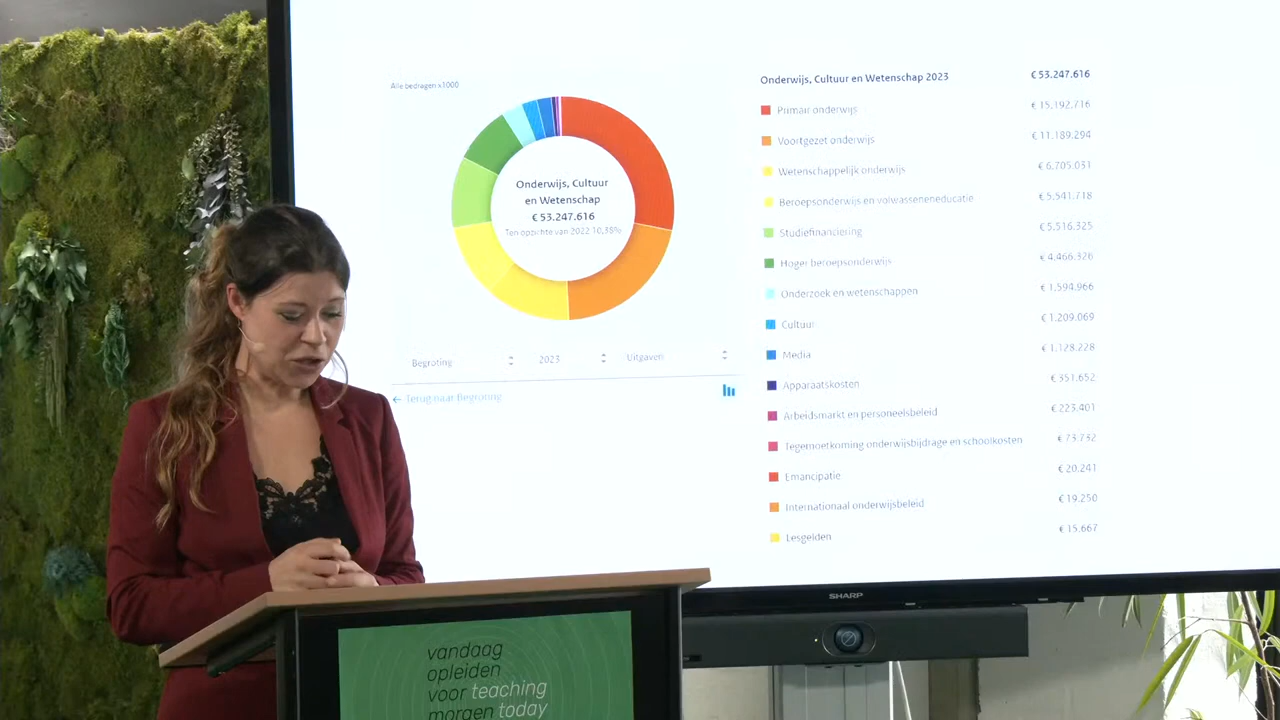 Alle bedragen x1000
Onderwijs, Cultuur
en Wetenschap
€ 53.247.616
Ten opzichte van 2022 10,35%
Begroting
2023
Uitgaven
← Terug naar Begroting
Onderwijs, Cultuur en Wetenschap 2023 € 53.247.616
Primair onderwijs € 15.192.716
Voortgezet onderwijs € 11.189.294
Wetenschappelijk onderwijs € 6.705.031
Beroepsonderwijs en volwasseneneducatie € 5.541.718
Studiefinanciering € 5.516.325
Hoger beroepsonderwijs € 4.466.326
Onderzoek en wetenschappen € 1.594.966
Cultuur € 1.209.069
Media € 1.128.228
Apparaatskosten € 351.652
Arbeidsmarkt en personeelsbeleid € 223.401
Tegemoetkoming onderwijsbijdrage en schoolkosten € 73.732
Emancipatie € 20.241
Internationaal onderwijsbeleid € 19.250
Lesgelden € 15.667
SHARP
vandaag
opleiden
voor teaching
morgen today